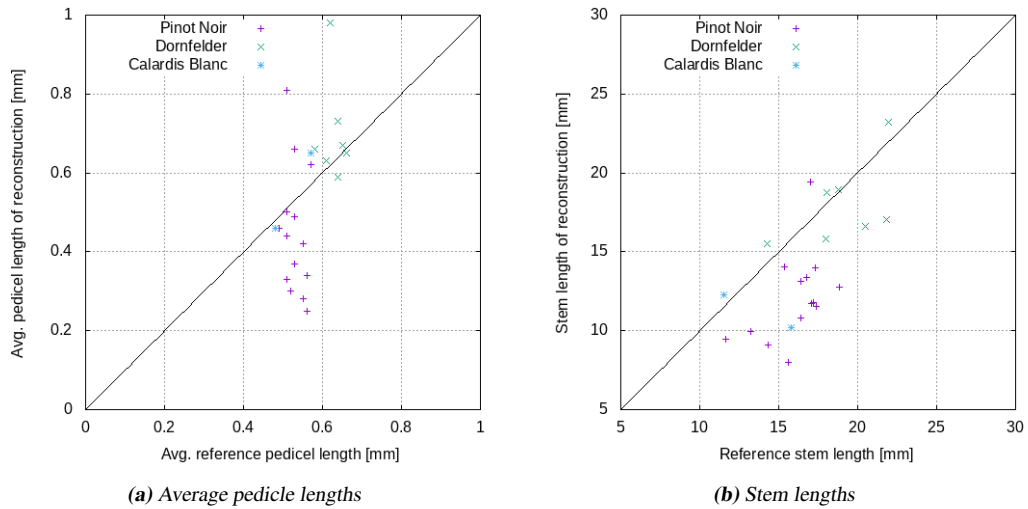 1
0.8
0.6
0.4
0.2
0
0
0.2
0.4
0.6
0.8
1
Avg. pedicel length of reconstruction [mm]
Avg. reference pedicel length [mm]
Pinot Noir
Dornfelder
Calardis Blanc
(a) Average pedicle lengths
30
25
20
15
10
5
5
10
15
20
25
30
Stem length of reconstruction [mm]
Reference stem length [mm]
Pinot Noir
Dornfelder
Calardis Blanc
(b) Stem lengths